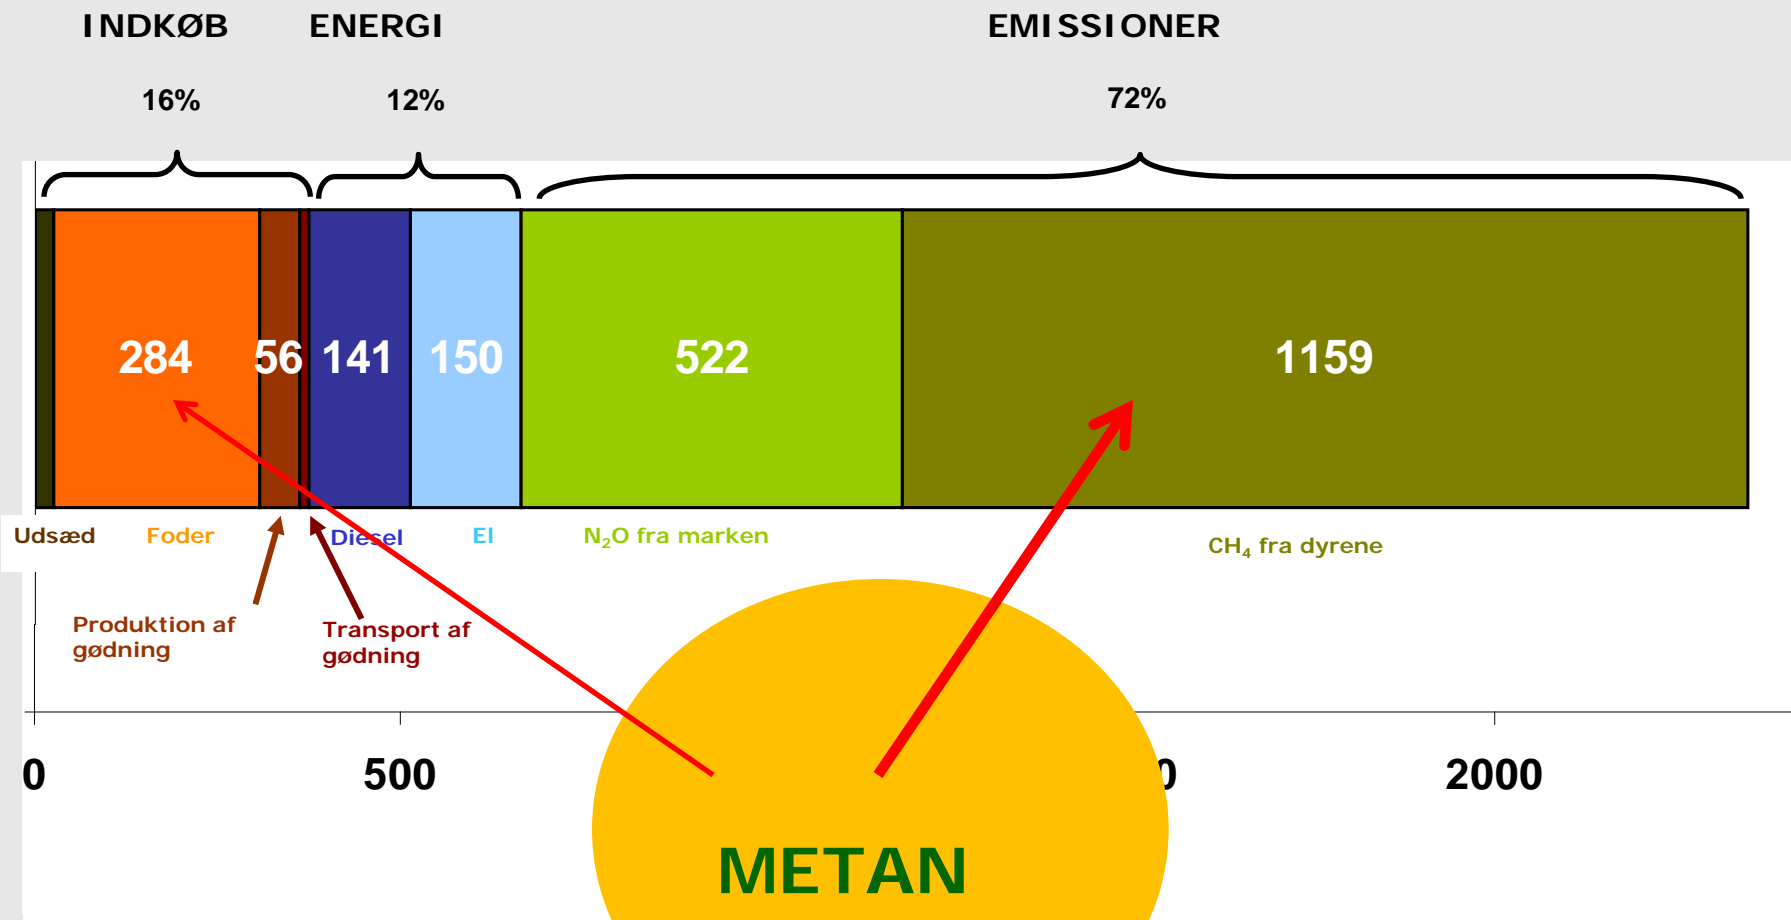 INDKØB ENERGI EMISSIONER
16% 12% 72%
284 56 141 150 522 1159
Udsæd Foder Diesel El N₂O fra marken CH₄ fra dyrene
Produktion af
gødning
Transport af
gødning
0 500 0 2000
METAN